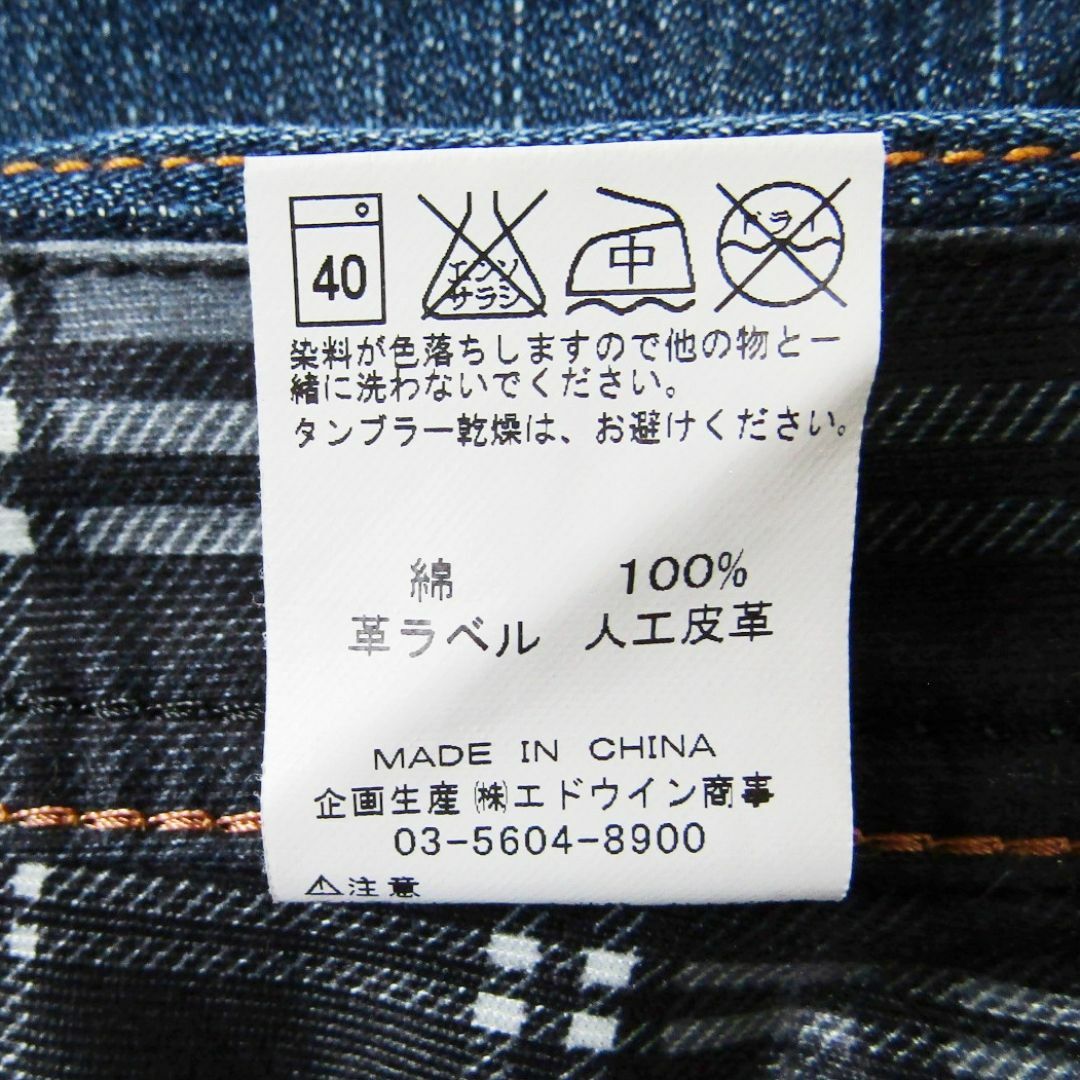 40
エンソ
サラシ
中
ドライ
染料が色落ちしますので他の物と一
緒に洗わないでください。
タンブラー乾燥は、お避けください。
綿 100%
革ラベル 人工皮革
MADE IN CHINA
企画生産 ㈱エドウイン商事
03-5604-8900
⚠注意